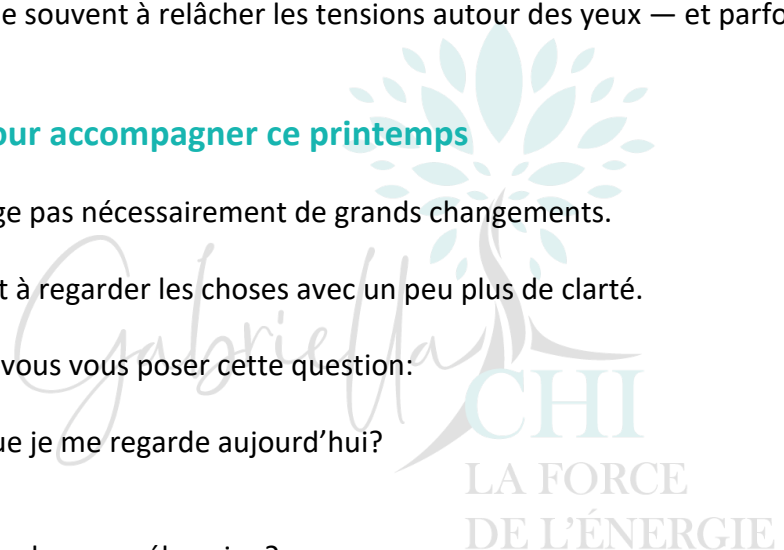 e souvent à relâcher les tensions autour des yeux — et parfo
our accompagner ce printemps
ge pas nécessairement de grands changements.
t à regarder les choses avec un peu plus de clarté.
vous vous poser cette question:
ue je me regarde aujourd’hui?
Gabriella
CHI
LA FORCE
DE L’ÉNERGIE